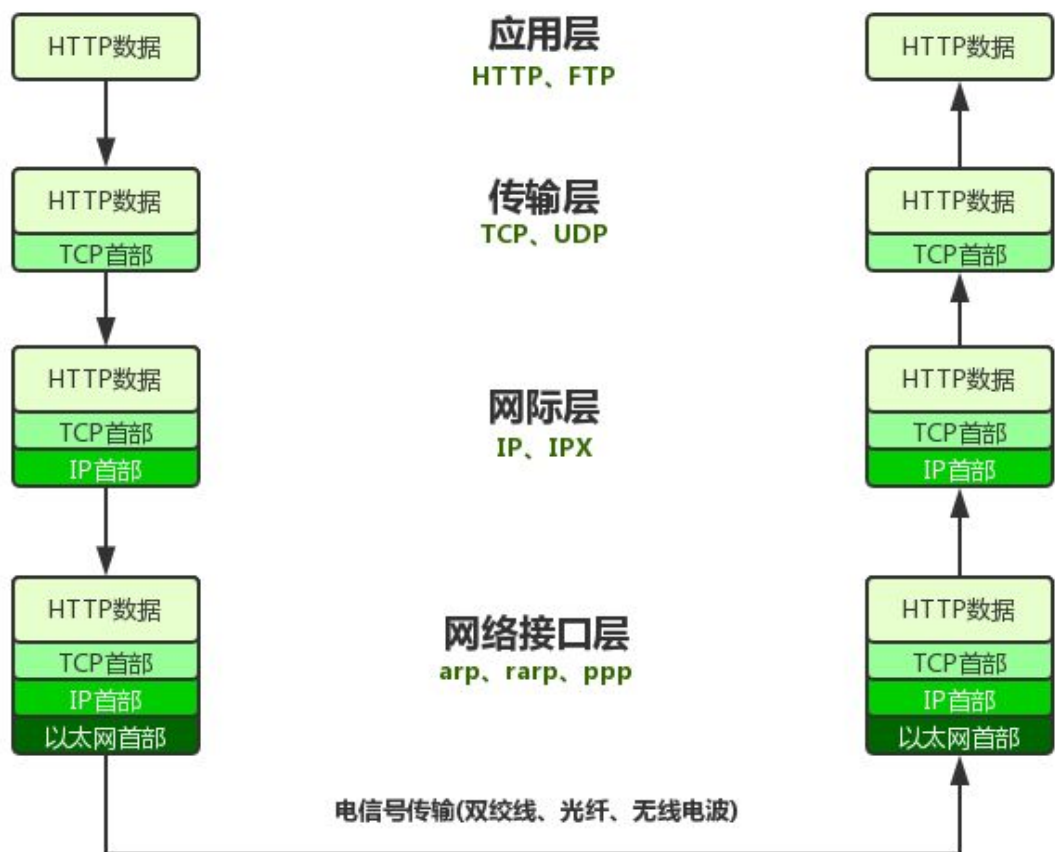 HTTP数据
应用层
HTTP、FTP
HTTP数据
HTTP数据
TCP首部
传输层
TCP、UDP
HTTP数据
TCP首部
HTTP数据
TCP首部
IP首部
网际层
IP、IPX
HTTP数据
TCP首部
IP首部
HTTP数据
TCP首部
IP首部
以太网首部
网络接口层
arp、rarp、ppp
HTTP数据
TCP首部
IP首部
以太网首部
电信号传输(双绞线、光纤、无线电波)